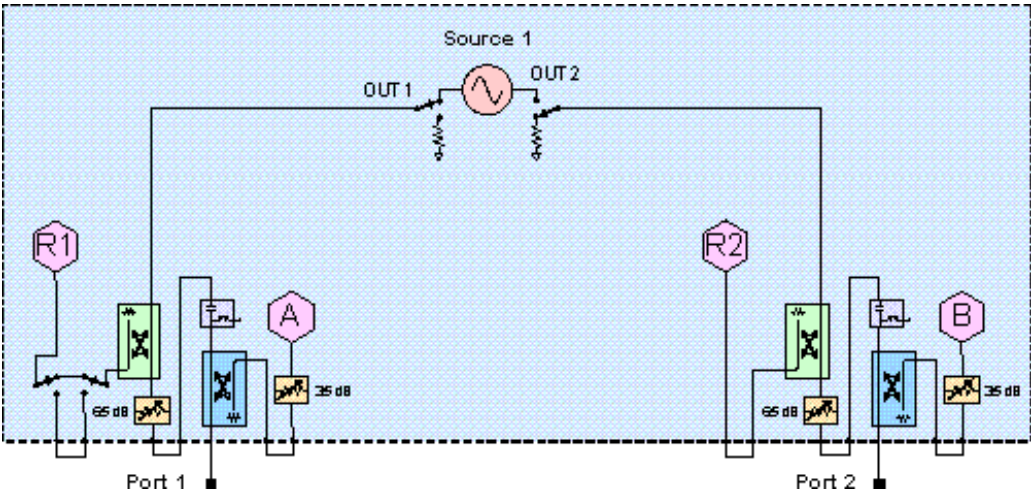 Source 1
OUT 1
OUT 2
R1
R2
A
B
65 dB
35 dB
65 dB
35 dB
Port 1
Port 2